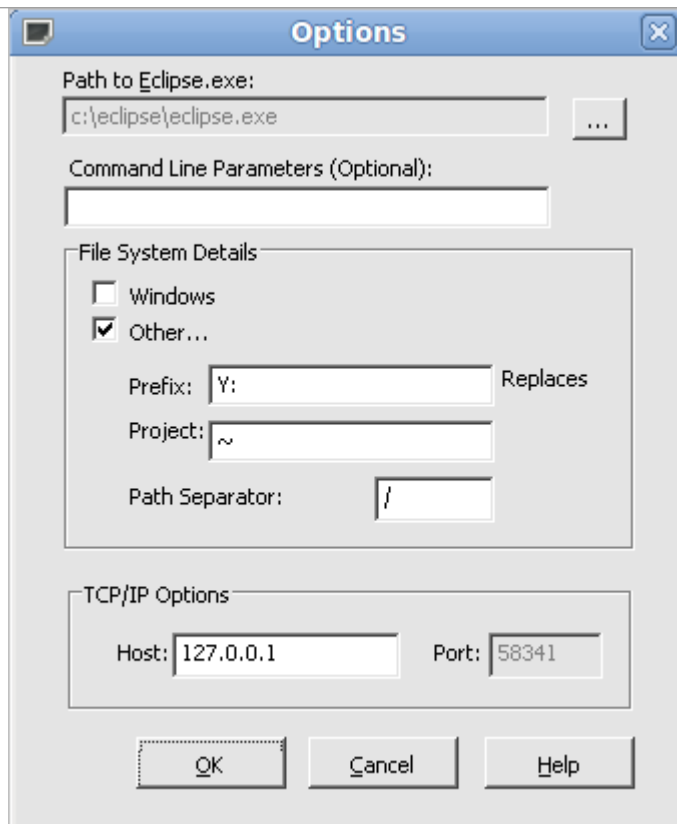 Options
Path to Eclipse.exe:
c:\eclipse\eclipse.exe
...
Command Line Parameters (Optional):
File System Details
Windows
Other...
Prefix: Y: Replaces
Project: ~
Path Separator: /
TCP/IP Options
Host: 127.0.0.1 Port: 58341
OK Cancel Help